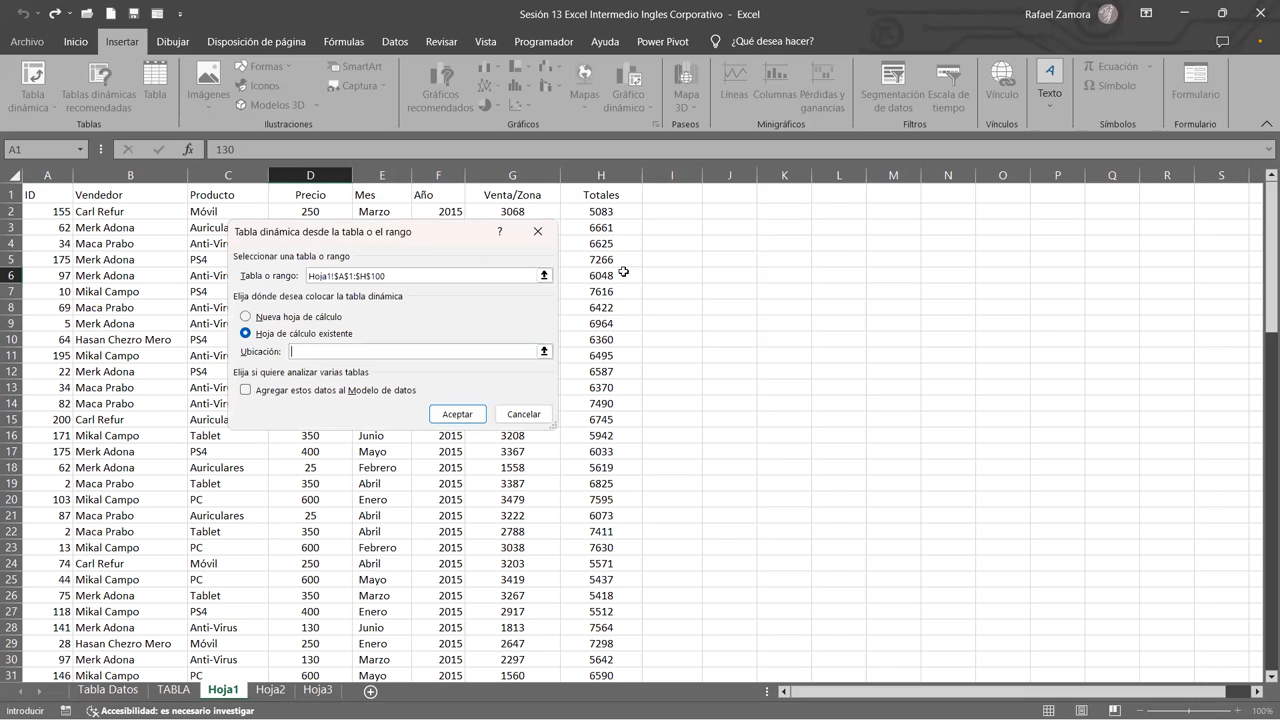 Sesión 13 Excel Intermedio Ingles Corporativo - Excel
Rafael Zamora
Archivo Inicio Insertar Dibujar Disposición de página Fórmulas Datos Revisar Vista Programador Ayuda Power Pivot ¿Qué desea hacer?
Tabla dinámica
Tablas dinámicas recomendadas
Tabla
Imágenes
Formas
Iconos
Modelos 3D
SmartArt
Captura
Gráficos recomendados
Mapas
Gráfico dinámico
Mapa 3D
Líneas
Columnas
Pérdidas y ganancias
Segmentación de datos
Escala de tiempo
Vínculo
Texto
Ecuación
Símbolo
Formulario
Tablas Ilustraciones Gráficos Paseos Minigráficos Filtros Vínculos Símbolos Formulario
A1 fx 130
A B C D E F G H I J K L M N O P Q R S
1 ID Vendedor Producto Precio Mes Año Venta/Zona Totales
2 155 Carl Refur Móvil 250 Marzo 2015 3068 5083
3 62 Merk Adona Auricula 6661
4 34 Maca Prabo Anti-Viru 6625
5 175 Merk Adona PS4 7266
6 97 Merk Adona Anti-Viru 6048
7 10 Mikal Campo PS4 7616
8 69 Maca Prabo Anti-Viru 6422
9 5 Merk Adona Anti-Viru 6964
10 64 Hasan Chezro Mero PS4 6360
11 195 Mikal Campo Anti-Viru 6495
12 22 Merk Adona Anti-Viru 6587
13 34 Maca Prabo Anti-Viru 6370
14 82 Maca Prabo Anti-Viru 7490
15 200 Carl Refur Auricula 6745
16 171 Mikal Campo Tablet 350 Junio 2015 3208 5942
17 175 Merk Adona PS4 400 Mayo 2015 3367 6033
18 62 Merk Adona Auriculares 25 Febrero 2015 1558 5619
19 2 Maca Prabo Tablet 350 Abril 2015 3387 6825
20 103 Mikal Campo PC 600 Enero 2015 3479 7595
21 87 Maca Prabo Auriculares 25 Abril 2015 3222 6073
22 2 Maca Prabo Tablet 350 Abril 2015 2788 7411
23 13 Mikal Campo PC 600 Febrero 2015 3038 7630
24 74 Carl Refur Móvil 250 Abril 2015 3203 5571
25 44 Mikal Campo PC 600 Mayo 2015 3419 5437
26 75 Merk Adona Tablet 350 Marzo 2015 3267 5418
27 118 Mikal Campo PS4 400 Enero 2015 2917 5512
28 141 Merk Adona Anti-Virus 130 Junio 2015 1813 7564
29 28 Hasan Chezro Mero Móvil 250 Enero 2015 2647 7298
30 97 Merk Adona Anti-Virus 130 Marzo 2015 2297 5642
31 146 Mikal Campo PC 600 Enero 2015 1560 6590
Tabla dinámica desde la tabla o el rango ?
Seleccionar una tabla o rango
Tabla o rango: Hoja1!$A$1:$H$100
Elija dónde desea colocar la tabla dinámica
Nueva hoja de cálculo
Hoja de cálculo existente
Ubicación:
Elija si quiere analizar varias tablas
Agregar estos datos al Modelo de datos
Aceptar Cancelar
Tabla Datos TABLA Hoja1 Hoja2 Hoja3
Introducir Accesibilidad: es necesario investigar 100%